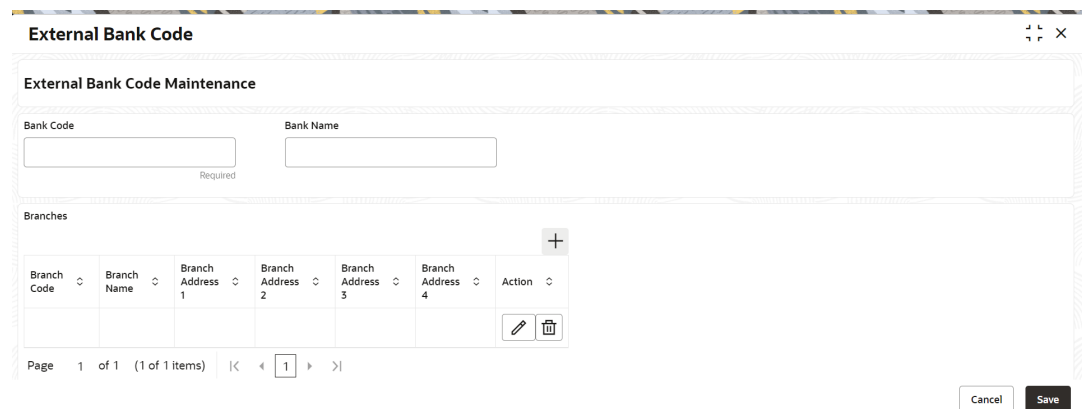 External Bank Code
External Bank Code Maintenance
Bank Code
Bank Name
Required
Branches
Branch Code
Branch Name
Branch Address 1
Branch Address 2
Branch Address 3
Branch Address 4
Action
Page 1 of 1 (1 of 1 items) 1
Cancel
Save